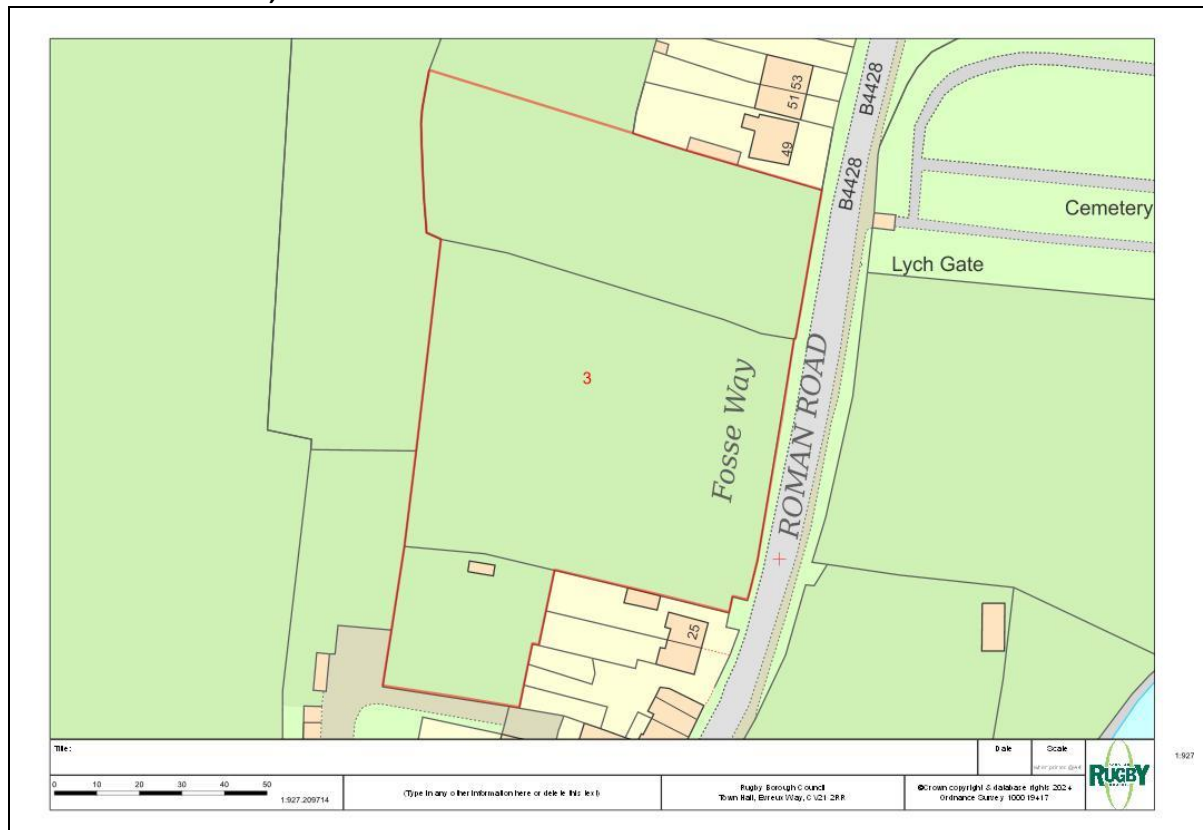 51 53
49
B4428
B4428
Cemetery
Lych Gate
3
Fosse Way
ROMAN ROAD
25
Title:
Date
Scale
0 10 20 30 40 50
1:927.209714
(Type in any other information here or delete this text)
Rugby Borough Council
Town Hall, Evreux Way, CV21 2RR
©Crown copyright & database rights 2024
Ordnance Survey 100019417
RUGBY
1:927